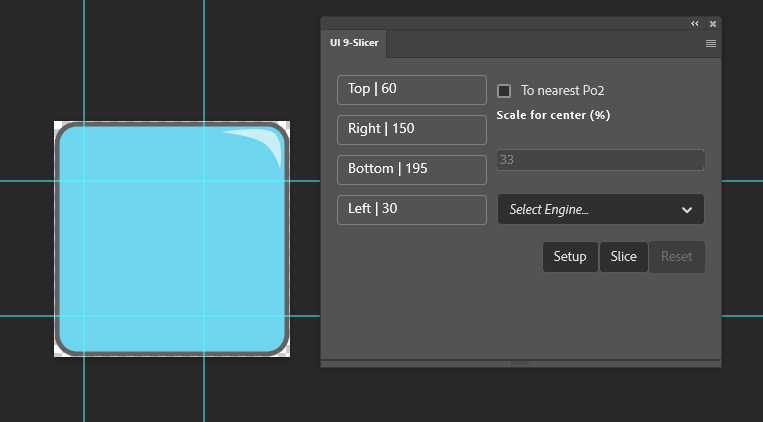 UI 9-Slicer
Top | 60
To nearest Po2
Scale for center (%)
Right | 150
33
Bottom | 195
Left | 30
Select Engine...
Setup
Slice
Reset